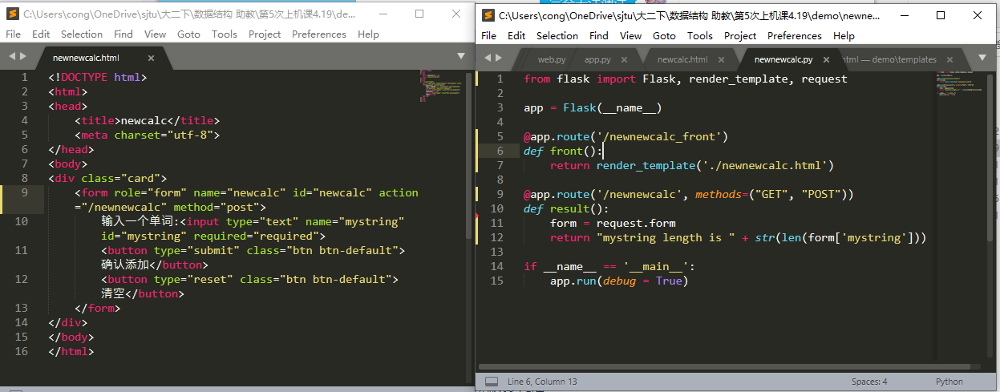 C:\Users\cong\OneDrive\sjtu\大二下\数据结构 助教\第5次上机课4.19\de...
File Edit Selection Find View Goto Tools Project Preferences Help
newnewcalc.html
1 <!DOCTYPE html>
2 <html>
3 <head>
4 <title>newcalc</title>
5 <meta charset="utf-8">
6 </head>
7 <body>
8 <div class="card">
9 <form role="form" name="newcalc" id="newcalc" action
="/newnewcalc" method="post">
10 输入一个单词:<input type="text" name="mystring"
id="mystring" required="required">
11 <button type="submit" class="btn btn-default">
确认添加</button>
12 <button type="reset" class="btn btn-default">
清空</button>
13 </form>
14 </div>
15 </body>
16 </html>
C:\Users\cong\OneDrive\sjtu\大二下\数据结构 助教\第5次上机课4.19\demo\newne...
File Edit Selection Find View Goto Tools Project Preferences Help
web.py app.py newcalc.html newnewcalc.py html — demo\templates
1 from flask import Flask, render_template, request
2
3 app = Flask(__name__)
4
5 @app.route('/newnewcalc_front')
6 def front():
7 return render_template('./newnewcalc.html')
8
9 @app.route('/newnewcalc', methods=("GET", "POST"))
10 def result():
11 form = request.form
12 return "mystring length is " + str(len(form['mystring']))
13
14 if __name__ == '__main__':
15 app.run(debug = True)
Line 6, Column 13 Spaces: 4 Python